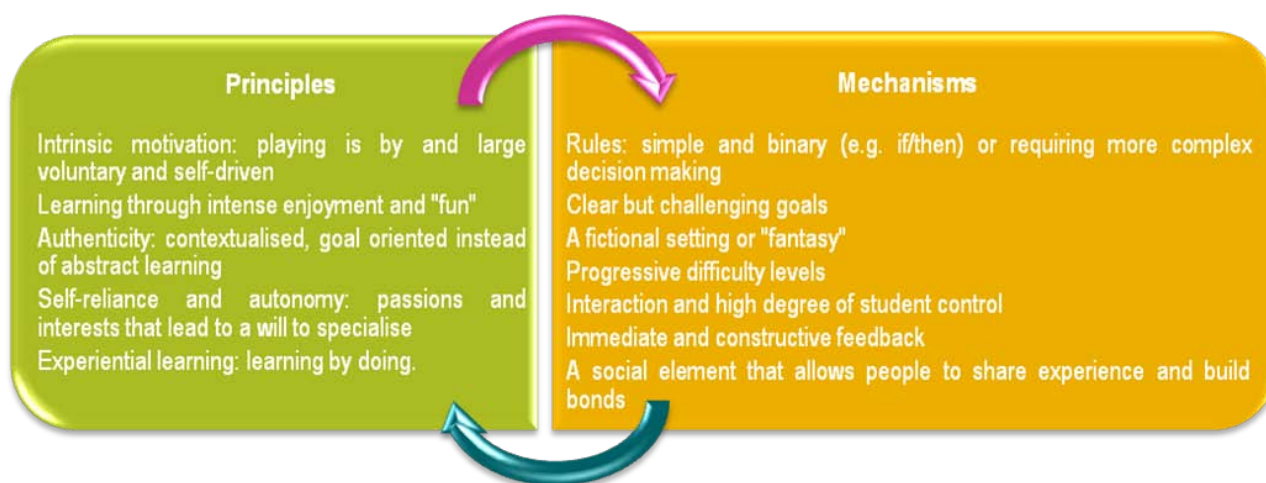 Principles
Intrinsic motivation: playing is by and large
voluntary and self-driven
Learning through intense enjoyment and "fun"
Authenticity: contextualised, goal oriented instead
of abstract learning
Self-reliance and autonomy: passions and
interests that lead to a will to specialise
Experiential learning: learning by doing.
Mechanisms
Rules: simple and binary (e.g. if/then) or requiring more complex
decision making
Clear but challenging goals
A fictional setting or "fantasy"
Progressive difficulty levels
Interaction and high degree of student control
Immediate and constructive feedback
A social element that allows people to share experience and build
bonds